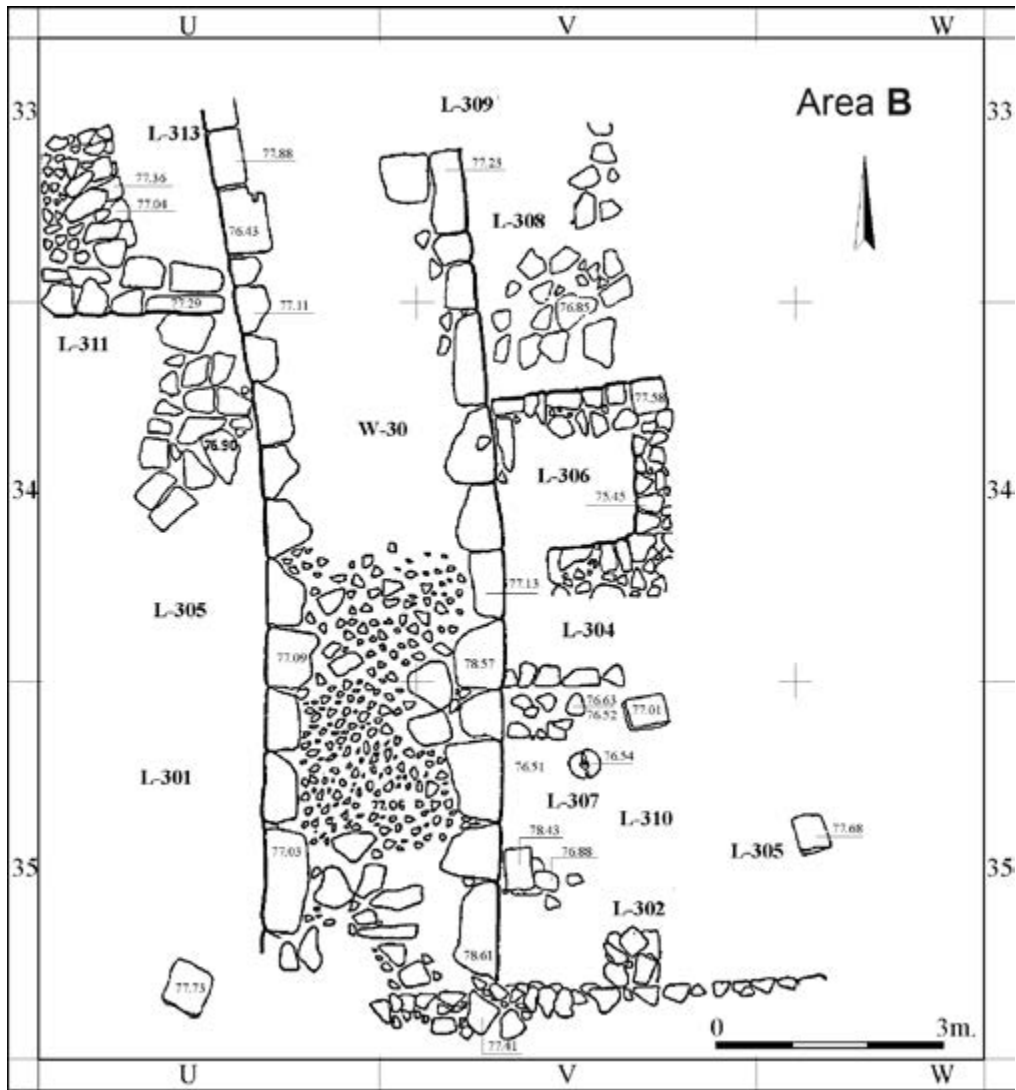 U V W
33 L-309 Area B 33
L-313
77.88
77.23
77.36
77.04
L-308
76.43
77.29 77.11 76.85
L-311
77.58
W-30
76.90
L-306
34 75.45 34
77.13
L-305
L-304
77.09 78.57
76.63
76.52 77.01
76.51 76.54
L-301
L-307
77.06 L-310
78.43
77.03 76.88 L-305 77.68
35 35
L-302
78.61
77.73
0 3m.
77.41
U V W